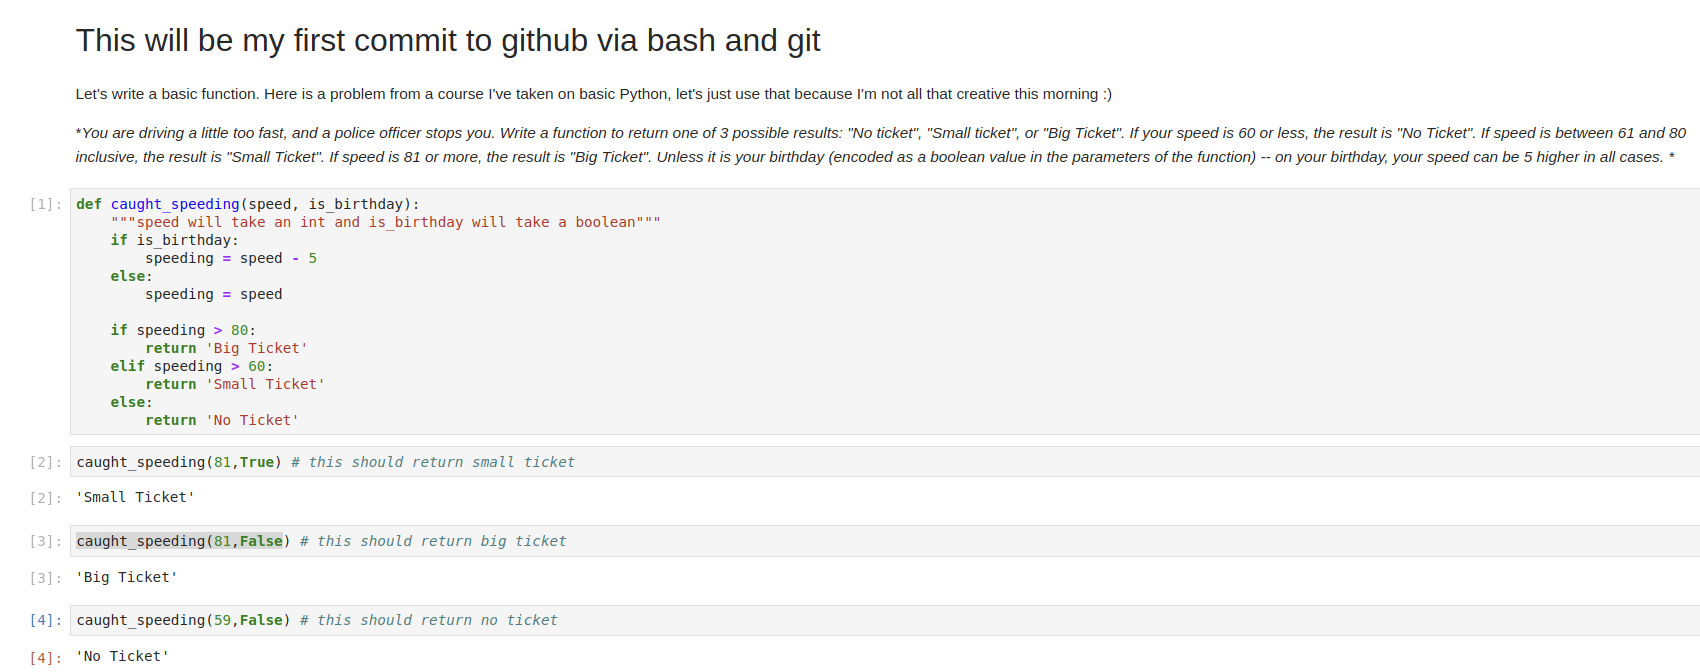 This will be my first commit to github via bash and git
Let's write a basic function. Here is a problem from a course I've taken on basic Python, let's just use that because I'm not all that creative this morning :)
*You are driving a little too fast, and a police officer stops you. Write a function to return one of 3 possible results: "No ticket", "Small ticket", or "Big Ticket". If your speed is 60 or less, the result is "No Ticket". If speed is between 61 and 80
inclusive, the result is "Small Ticket". If speed is 81 or more, the result is "Big Ticket". Unless it is your birthday (encoded as a boolean value in the parameters of the function) -- on your birthday, your speed can be 5 higher in all cases. *
[1]: def caught_speeding(speed, is_birthday):
    """speed will take an int and is_birthday will take a boolean"""
    if is_birthday:
        speeding = speed - 5
    else:
        speeding = speed
    if speeding > 80:
        return 'Big Ticket'
    elif speeding > 60:
        return 'Small Ticket'
    else:
        return 'No Ticket'
[2]: caught_speeding(81,True) # this should return small ticket
[2]: 'Small Ticket'
[3]: caught_speeding(81,False) # this should return big ticket
[3]: 'Big Ticket'
[4]: caught_speeding(59,False) # this should return no ticket
[4]: 'No Ticket'